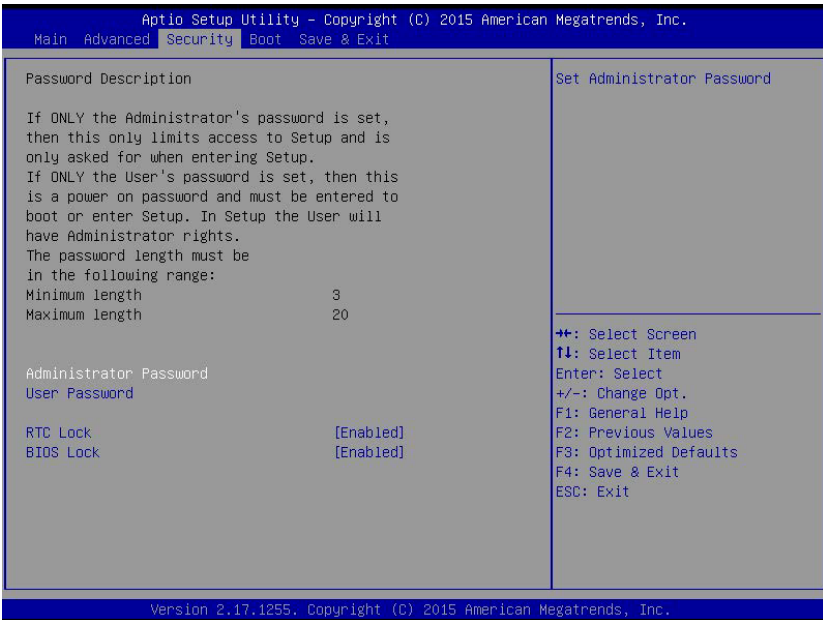 Aptio Setup Utility – Copyright (C) 2015 American Megatrends, Inc.
Main Advanced Security Boot Save & Exit
Password Description
If ONLY the Administrator's password is set,
then this only limits access to Setup and is
only asked for when entering Setup.
If ONLY the User's password is set, then this
is a power on password and must be entered to
boot or enter Setup. In Setup the User will
have Administrator rights.
The password length must be
in the following range:
Minimum length 3
Maximum length 20
Administrator Password
User Password
RTC Lock [Enabled]
BIOS Lock [Enabled]
Set Administrator Password
→←: Select Screen
↑↓: Select Item
Enter: Select
+/-: Change Opt.
F1: General Help
F2: Previous Values
F3: Optimized Defaults
F4: Save & Exit
ESC: Exit
Version 2.17.1255. Copyright (C) 2015 American Megatrends, Inc.